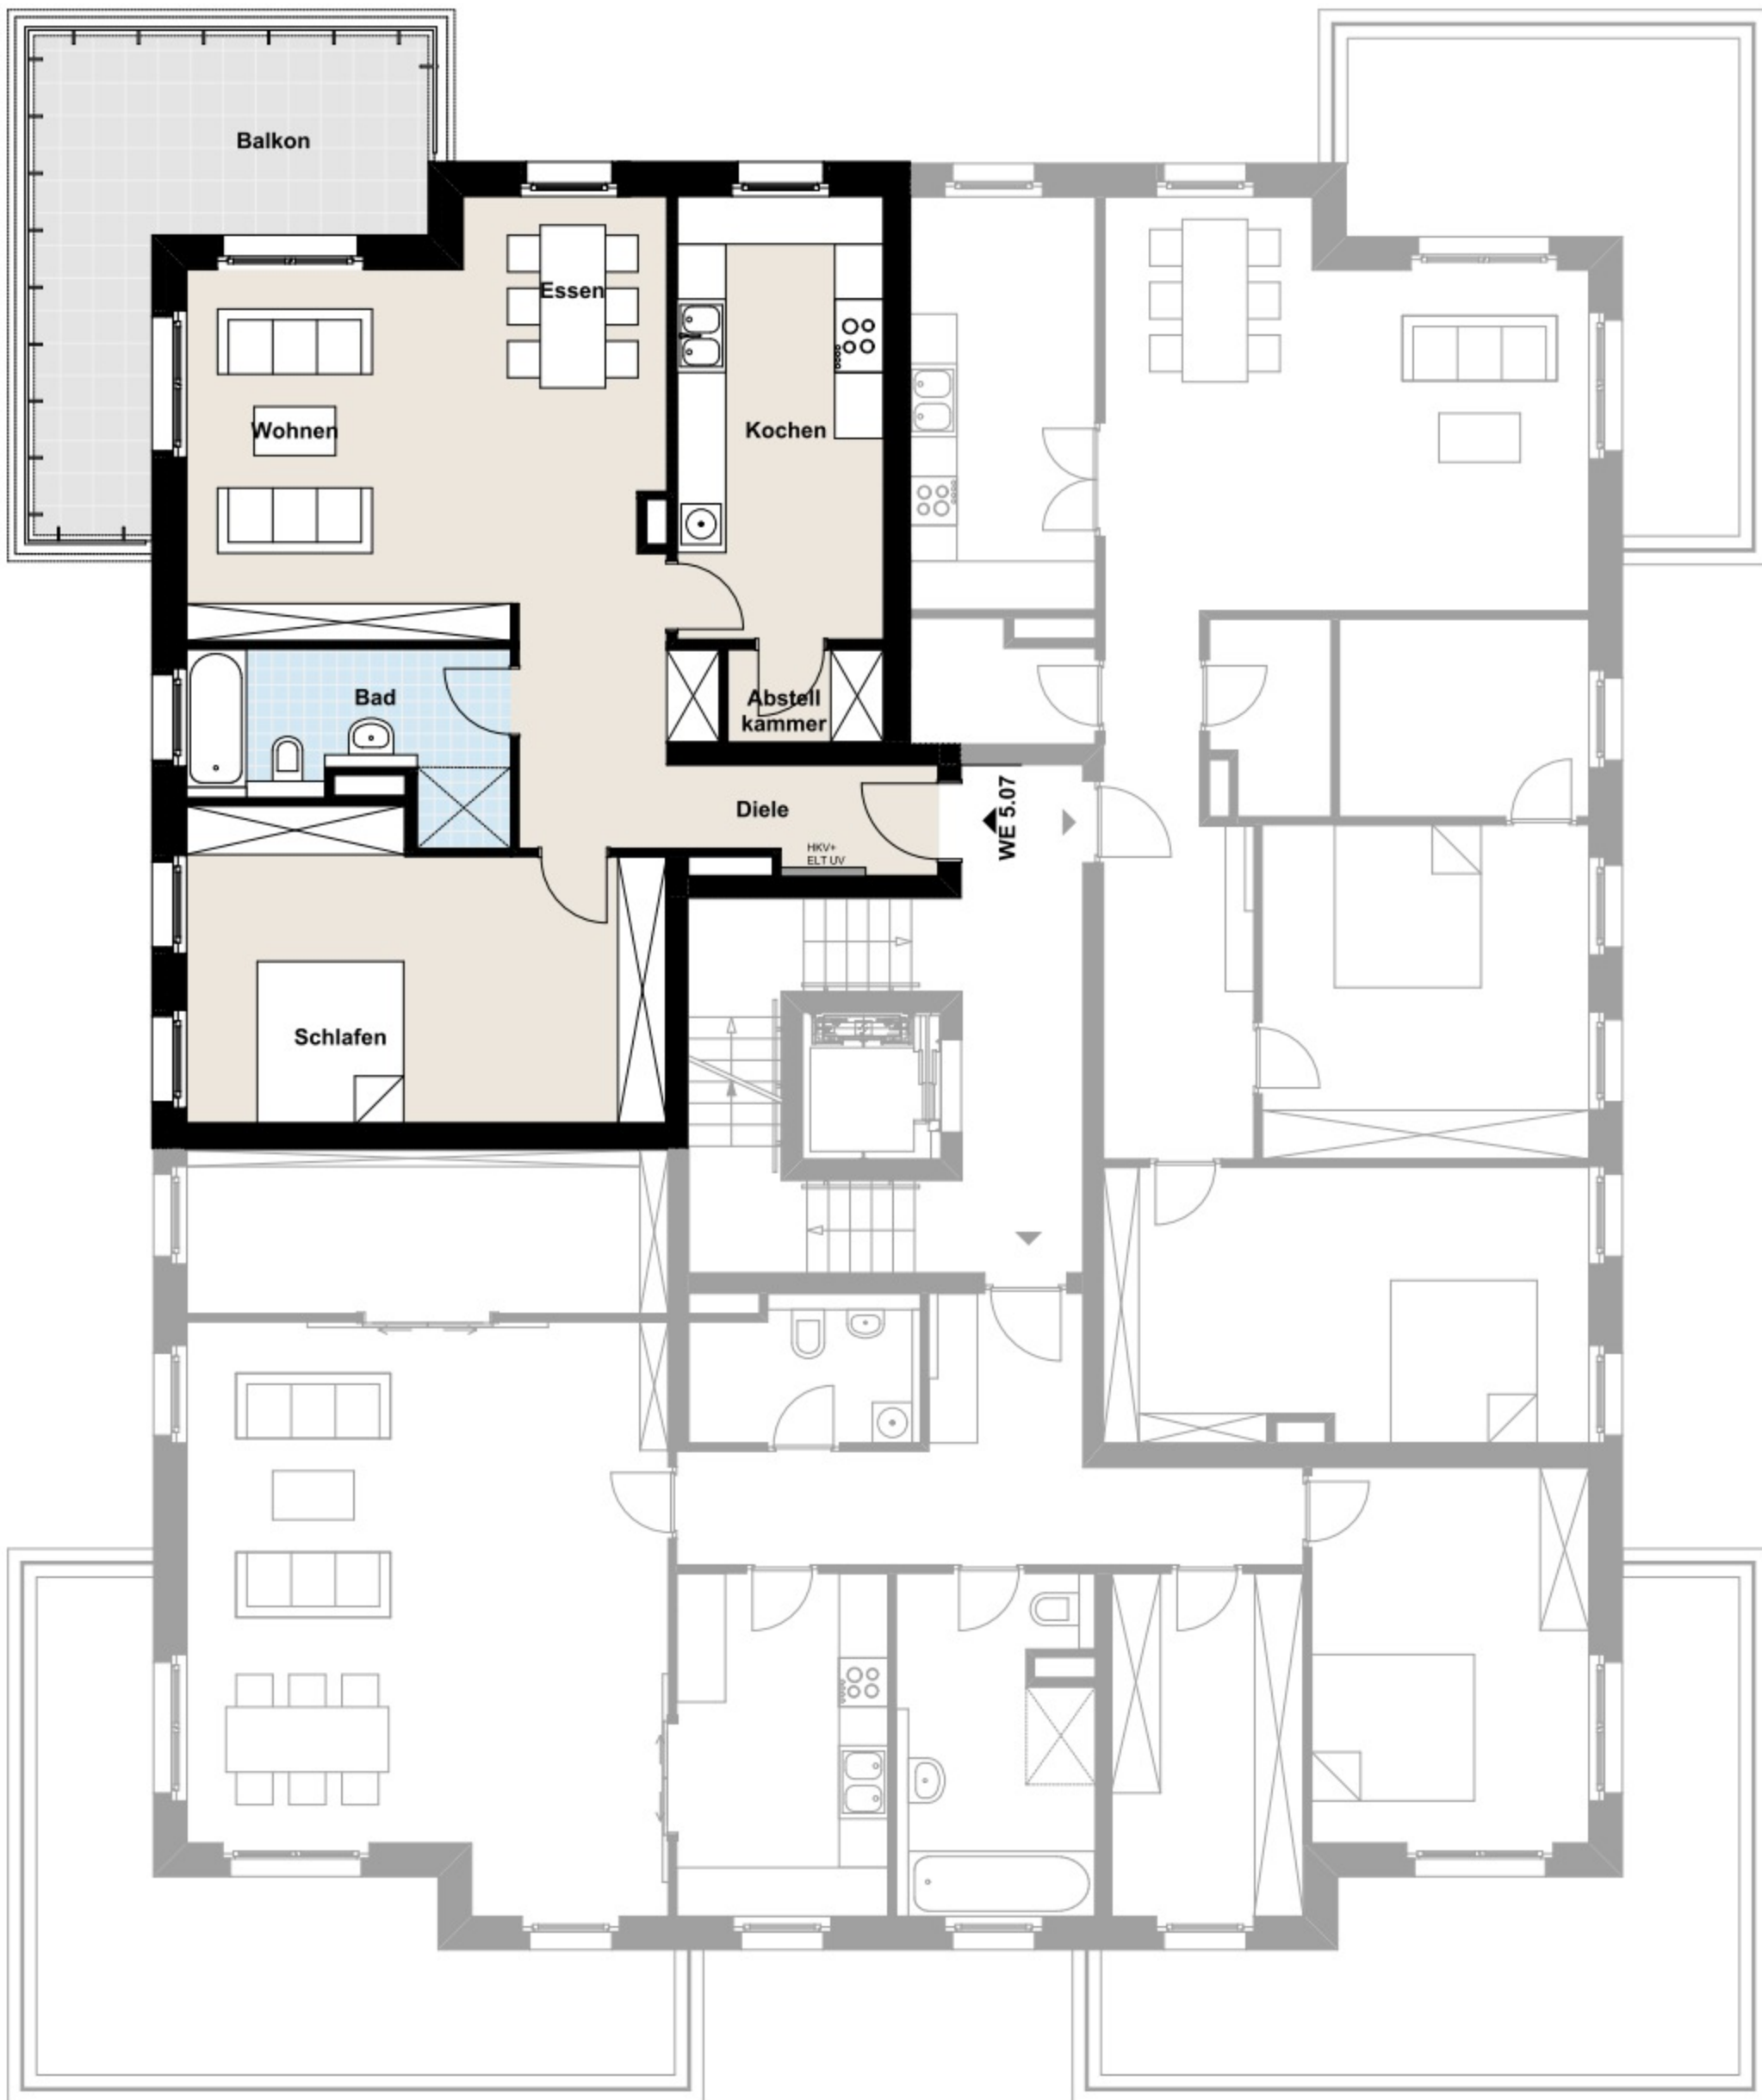 Balkon
Essen
Wohnen
Kochen
Bad
Abstell
kammer
Diele
HKV+
ELT UV
WE 5.07
Schlafen